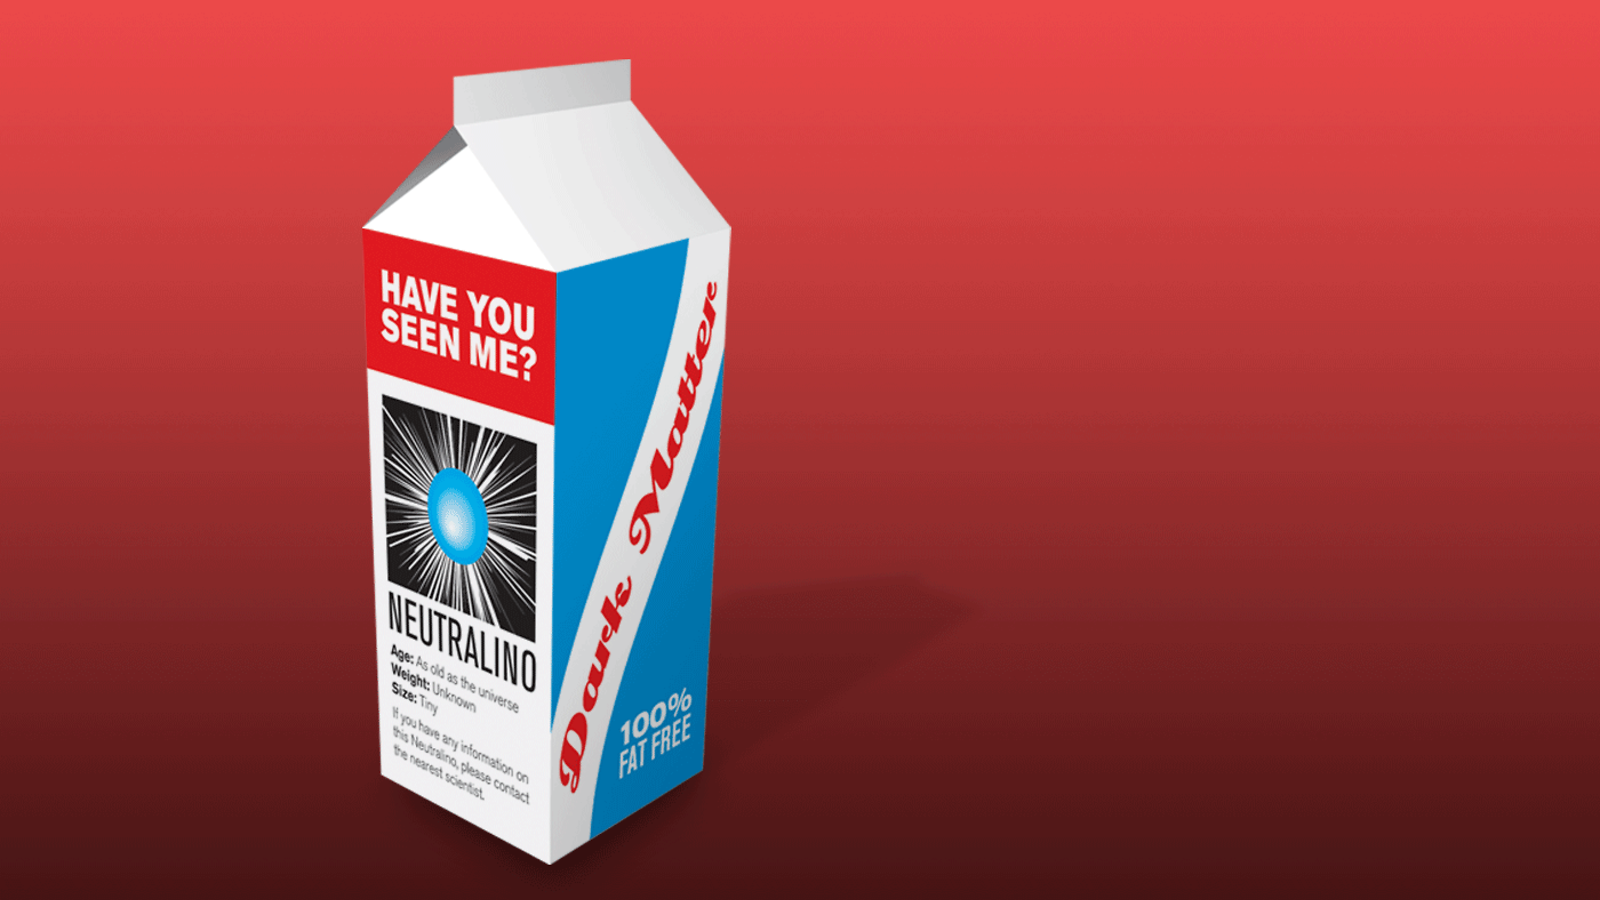 HAVE YOU
SEEN ME?
NEUTRALINO
Age: As old as the universe
Weight: Unknown
Size: Tiny
If you have any information on
this Neutralino, please contact
the nearest scientist.
Dark Matter
100%
FAT FREE